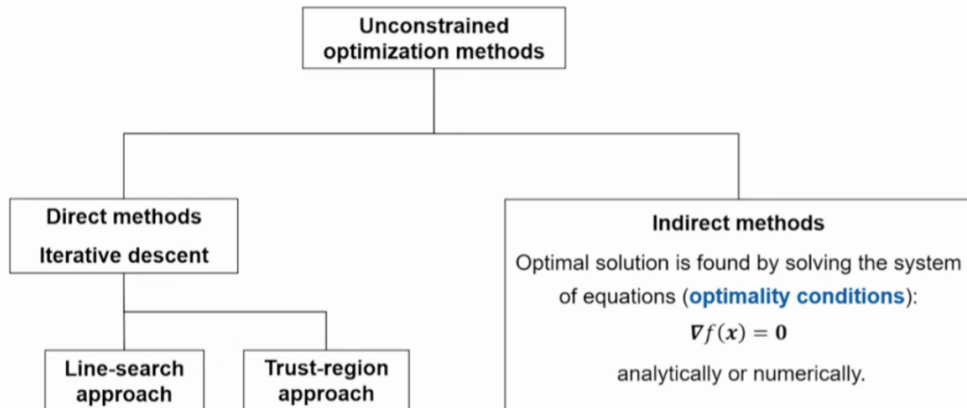 Unconstrained
optimization methods
Direct methods
Iterative descent
Line-search
approach
Trust-region
approach
Indirect methods
Optimal solution is found by solving the system
of equations (optimality conditions):
∇f(x) = 0
analytically or numerically.